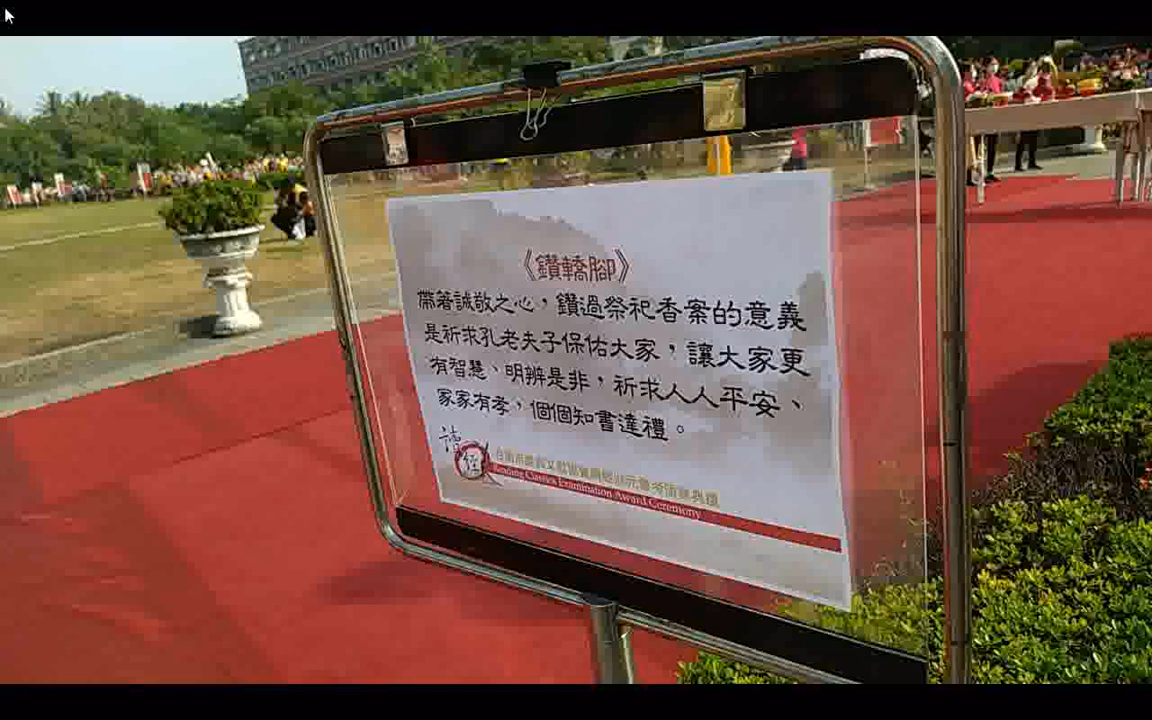 《鑽轎腳》
帶著誠敬之心，鑽過祭祀香案的意義
是祈求孔老夫子保佑大家，讓大家更
有智慧、明辨是非，祈求人人平安、
家家有孝，個個知書達禮。
讀經
Reading Classics Examination Award Ceremony